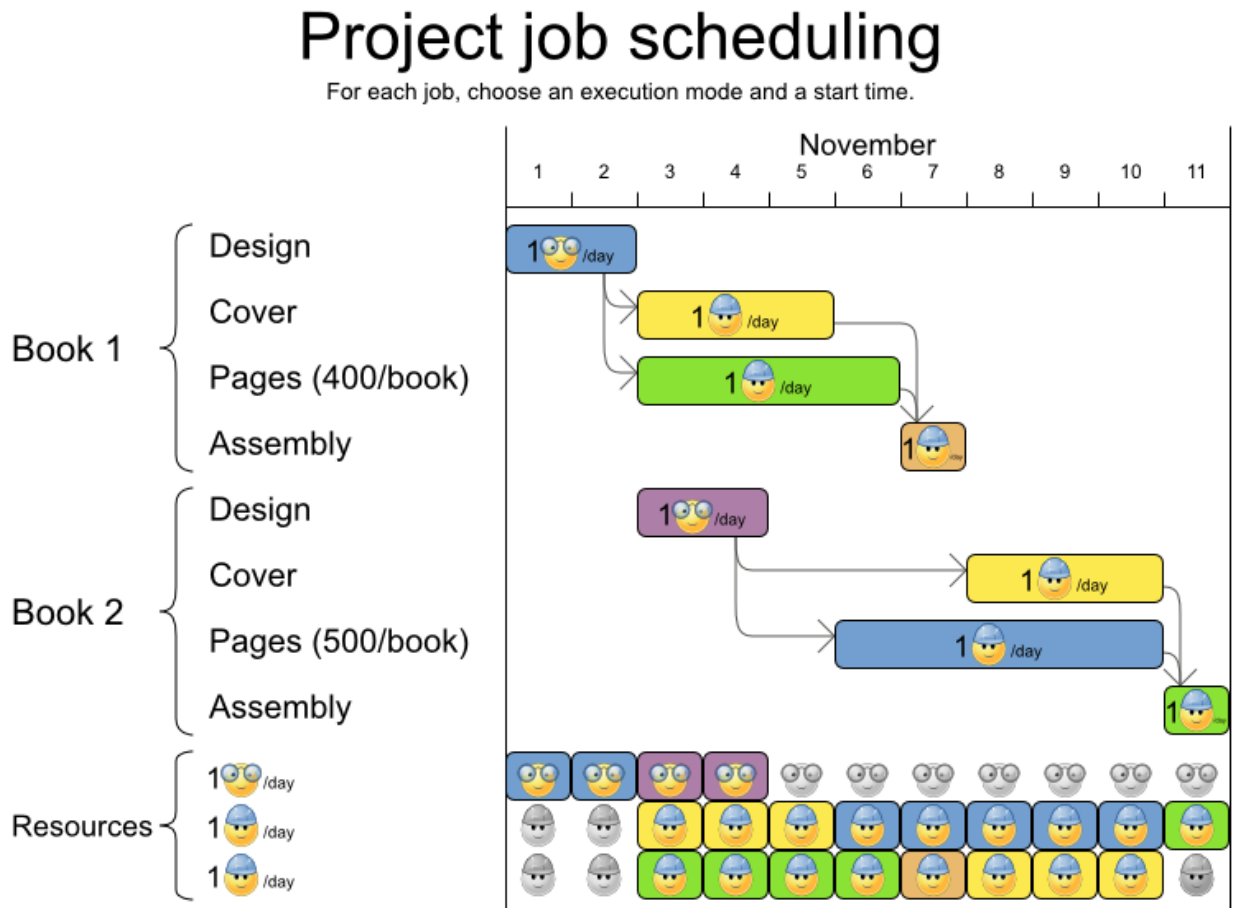 Project job scheduling
For each job, choose an execution mode and a start time.
November
1 2 3 4 5 6 7 8 9 10 11
Book 1
Design
1 /day
Cover
1 /day
Pages (400/book)
1 /day
Assembly
1 /day
Book 2
Design
1 /day
Cover
1 /day
Pages (500/book)
1 /day
Assembly
1 /day
Resources
1 /day
1 /day
1 /day